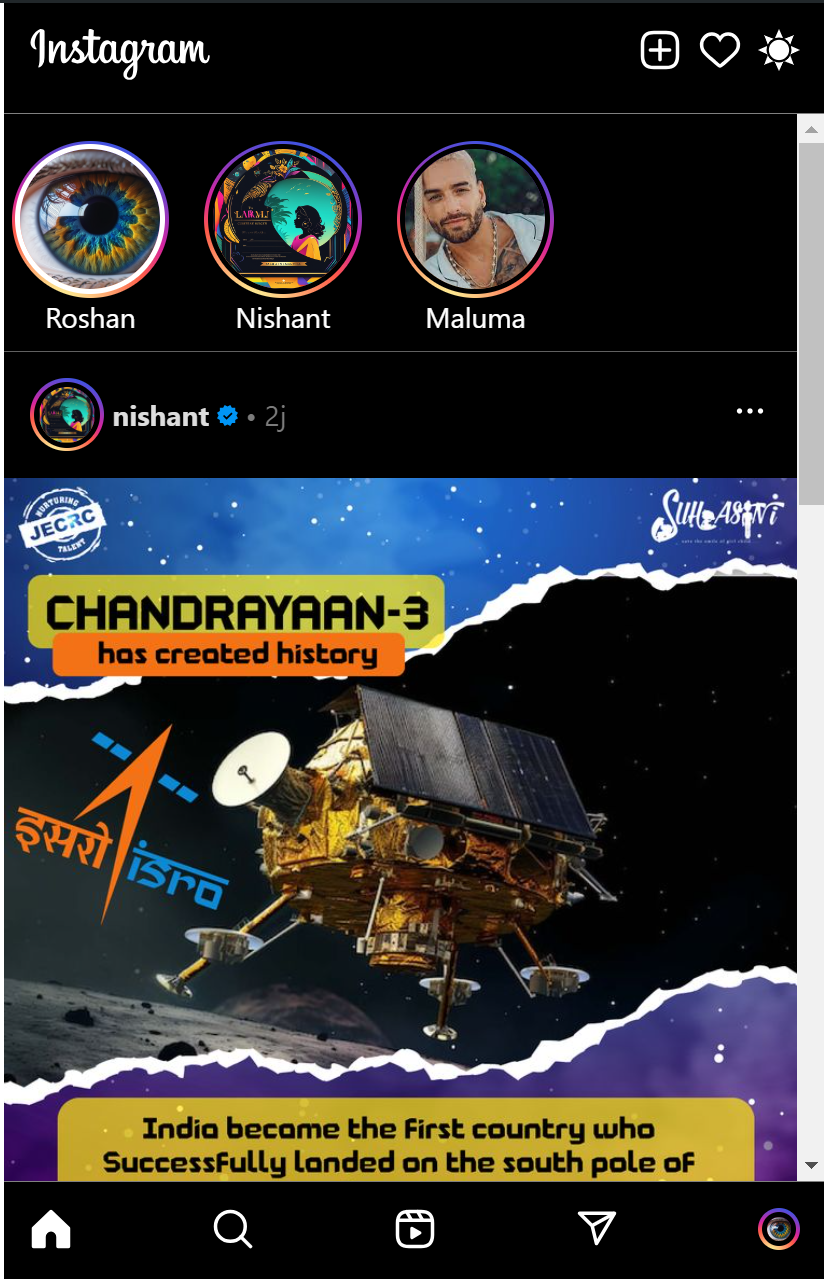 Instagram
Roshan
Nishant
Maluma
nishant • 2j
NURTURING
JECRC
TALENT
SUHASINI
save the smile of girl child
CHANDRAYAAN-3
has created history
इसरो isro
India became the first country who
Successfully landed on the south pole of